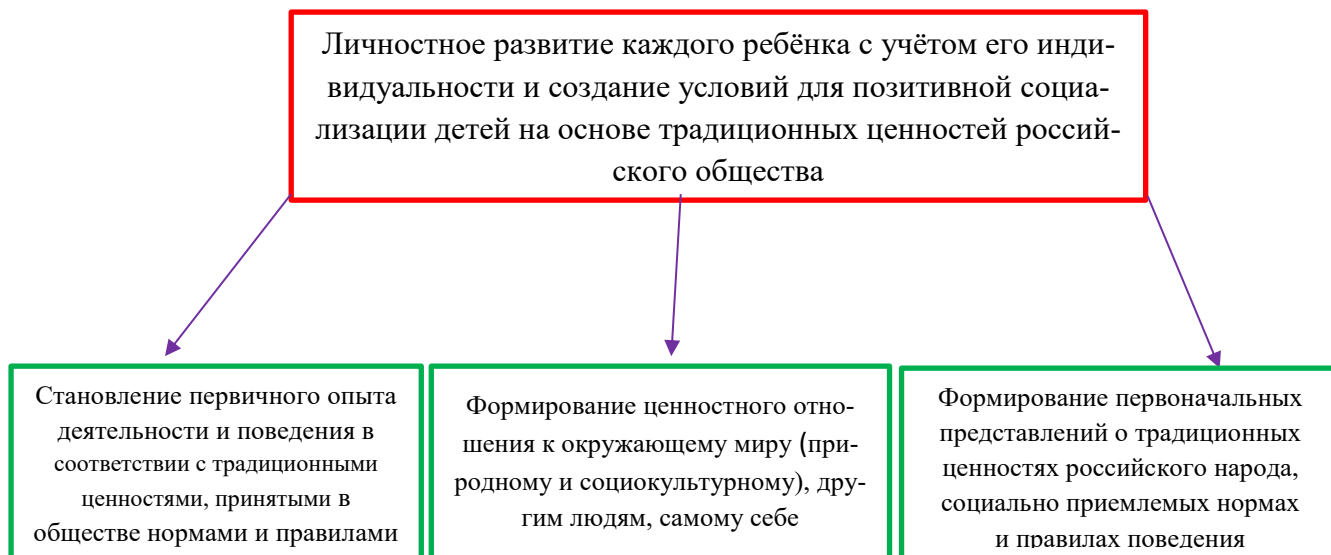 Личностное развитие каждого ребёнка с учётом его инди-
видуальности и создание условий для позитивной социа-
лизации детей на основе традиционных ценностей россий-
ского общества
Становление первичного опыта
деятельности и поведения в
соответствии с традиционными
ценностями, принятыми в
обществе нормами и правилами
Формирование ценностного отно-
шения к окружающему миру (при-
родному и социокультурному), дру-
гим людям, самому себе
Формирование первоначальных
представлений о традиционных
ценностях российского народа,
социально приемлемых нормах
и правилах поведения